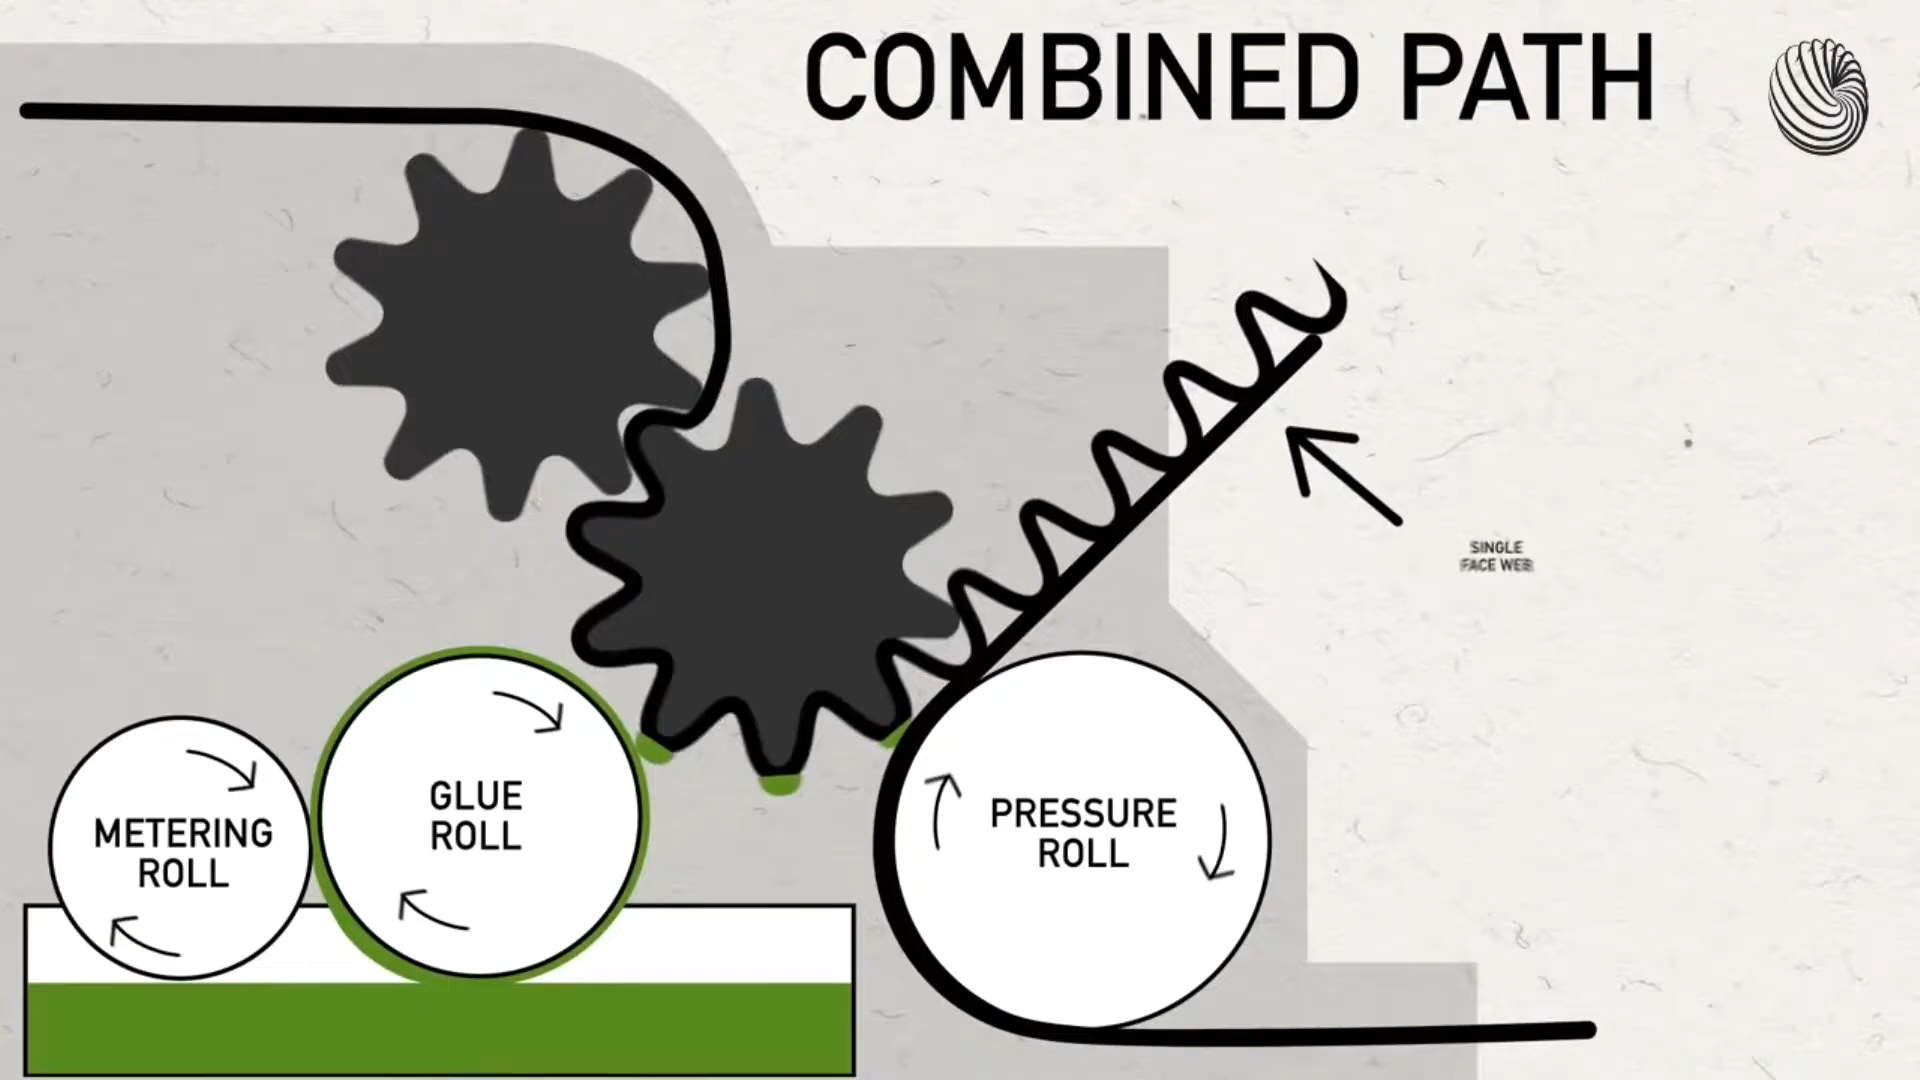 COMBINED PATH
SINGLE
FACE WEB
GLUE
ROLL
METERING
ROLL
PRESSURE
ROLL